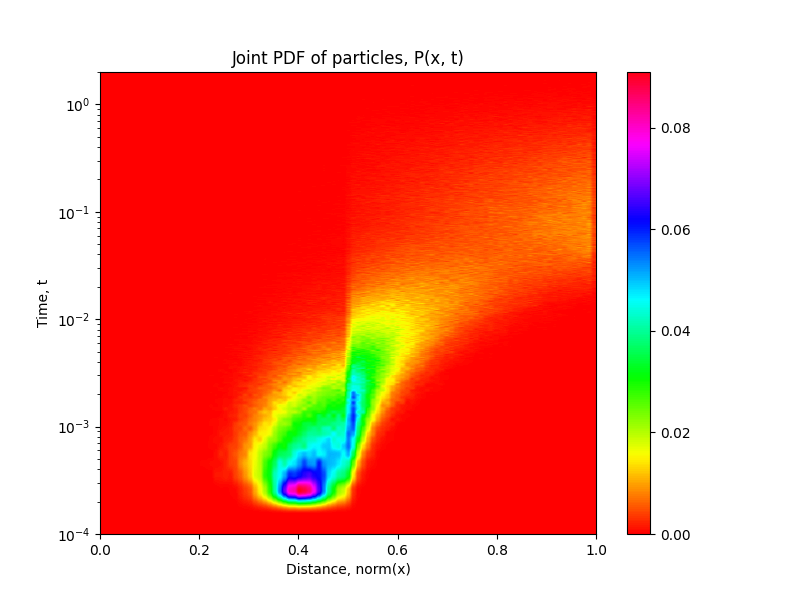 Joint PDF of particles, P(x, t)
10⁰
10⁻¹
10⁻²
10⁻³
10⁻⁴
Time, t
0.0 0.2 0.4 0.6 0.8 1.0
Distance, norm(x)
0.08
0.06
0.04
0.02
0.00